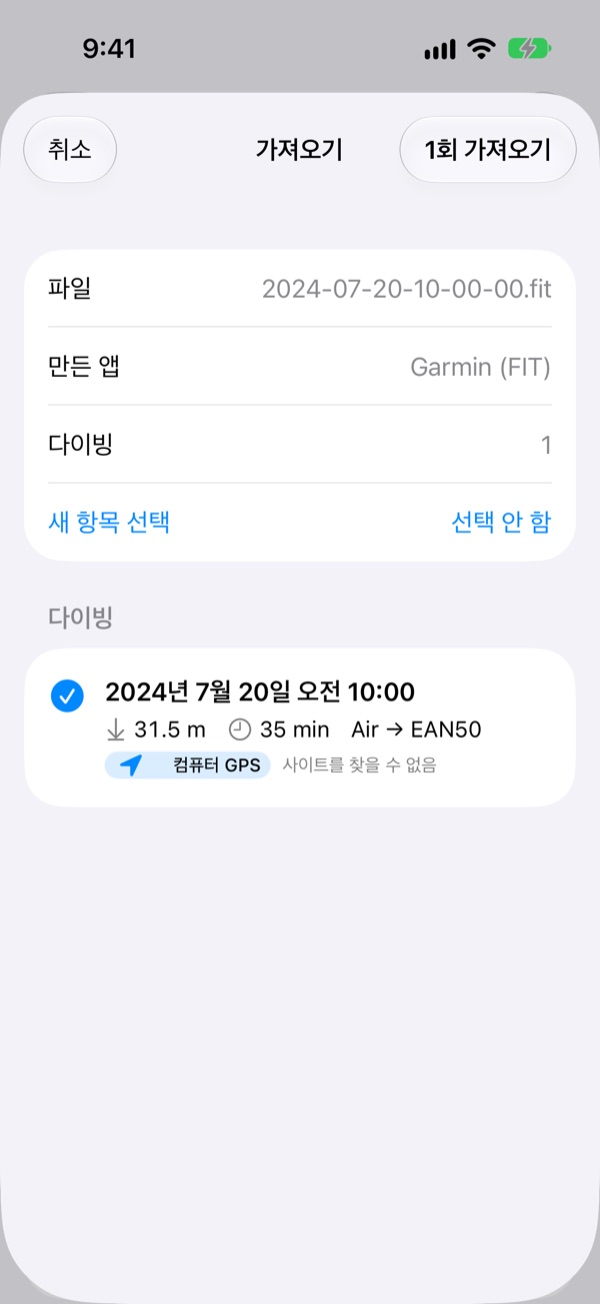 9:41
취소
가져오기
1회 가져오기
파일 2024-07-20-10-00-00.fit
만든 앱 Garmin (FIT)
다이빙 1
새 항목 선택 선택 안 함
다이빙
2024년 7월 20일 오전 10:00
31.5 m 35 min Air → EAN50
컴퓨터 GPS 사이트를 찾을 수 없음